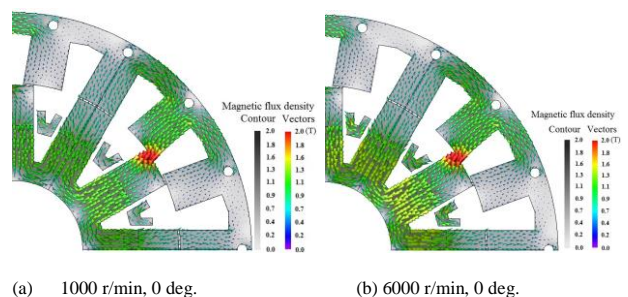 Magnetic flux density
Contour Vectors
2.0 2.0 (T)
1.8 1.8
1.6 1.6
1.3 1.3
1.1 1.1
0.9 0.9
0.7 0.7
0.4 0.4
0.2 0.2
0.0 0.0
Magnetic flux density
Contour Vectors
2.0 2.0 (T)
1.8 1.8
1.6 1.6
1.3 1.3
1.1 1.1
0.9 0.9
0.7 0.7
0.4 0.4
0.2 0.2
0.0 0.0
(a) 1000 r/min, 0 deg.
(b) 6000 r/min, 0 deg.